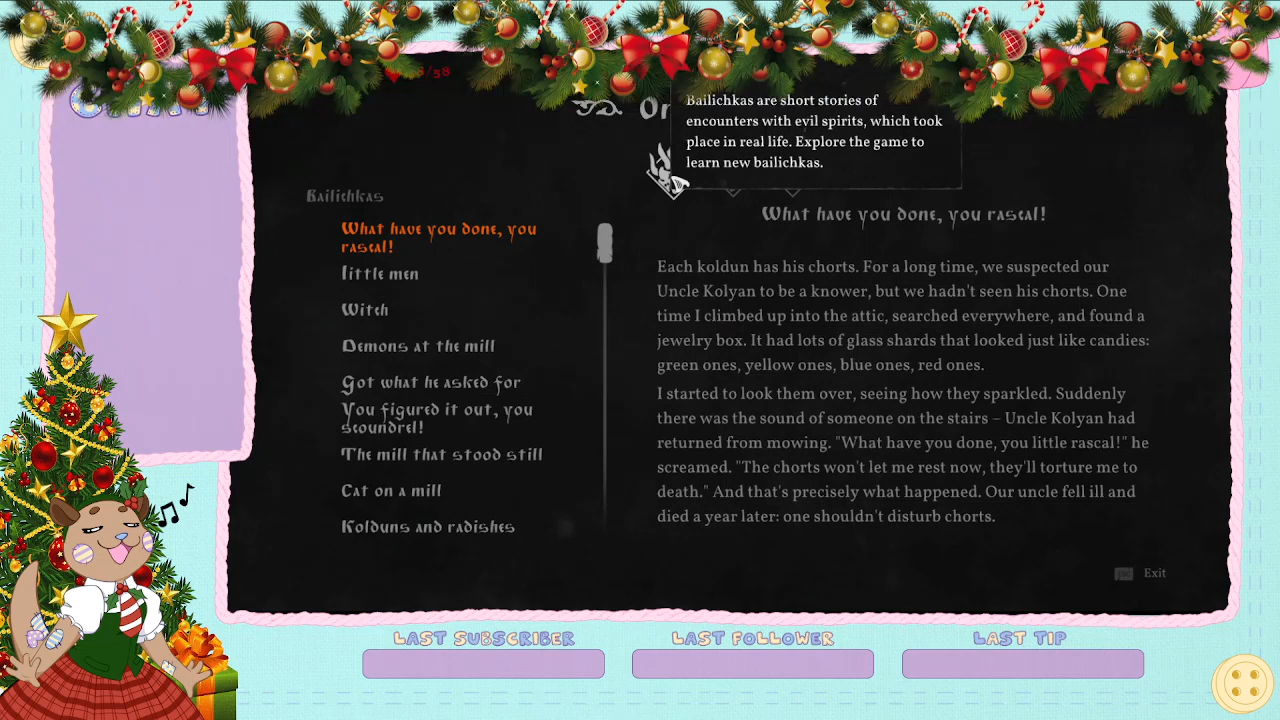 Bailichkas are short stories of
encounters with evil spirits, which took
place in real life. Explore the game to
learn new bailichkas.
Bailichkas
What have you done, you
rascal!
Little men
Witch
Demons at the mill
Got what he asked for
You figured it out, you
scoundrel!
The mill that stood still
Cat on a mill
Kolduns and radishes
What have you done, you rascal!
Each koldun has his chorts. For a long time, we suspected our
Uncle Kolyan to be a knower, but we hadn't seen his chorts. One
time I climbed up into the attic, searched everywhere, and found a
jewelry box. It had lots of glass shards that looked just like candies:
green ones, yellow ones, blue ones, red ones.
I started to look them over, seeing how they sparkled. Suddenly
there was the sound of someone on the stairs – Uncle Kolyan had
returned from mowing. "What have you done, you little rascal!" he
screamed. "The chorts won't let me rest now, they'll torture me to
death." And that's precisely what happened. Our uncle fell ill and
died a year later: one shouldn't disturb chorts.
Exit
LAST SUBSCRIBER
LAST FOLLOWER
LAST TIP